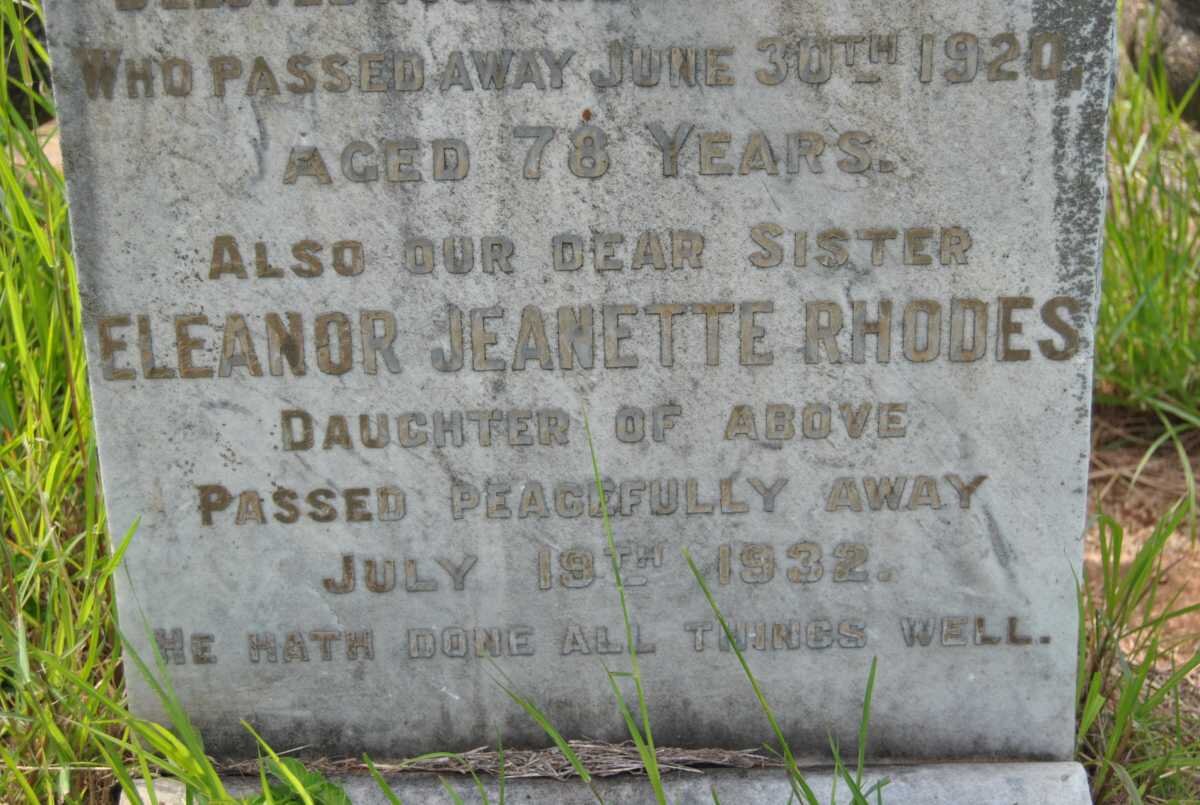 WHO PASSED AWAY JUNE 30TH 1920,
AGED 78 YEARS.
ALSO OUR DEAR SISTER
ELEANOR JEANETTE RHODES
DAUGHTER OF ABOVE
PASSED PEACEFULLY AWAY
JULY 19TH 1932.
HE HATH DONE ALL THINGS WELL.